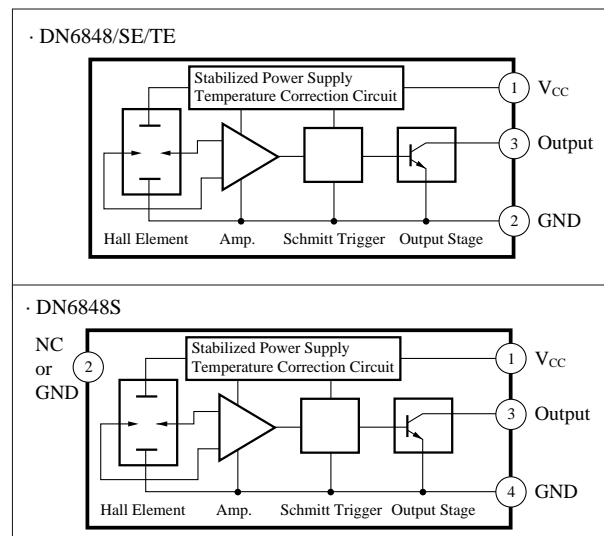 · DN6848/SE/TE
Stabilized Power Supply
Temperature Correction Circuit
1 V_CC
3 Output
2 GND
Hall Element Amp. Schmitt Trigger Output Stage
· DN6848S
NC
or
GND
2
Stabilized Power Supply
Temperature Correction Circuit
1 V_CC
3 Output
4 GND
Hall Element Amp. Schmitt Trigger Output Stage